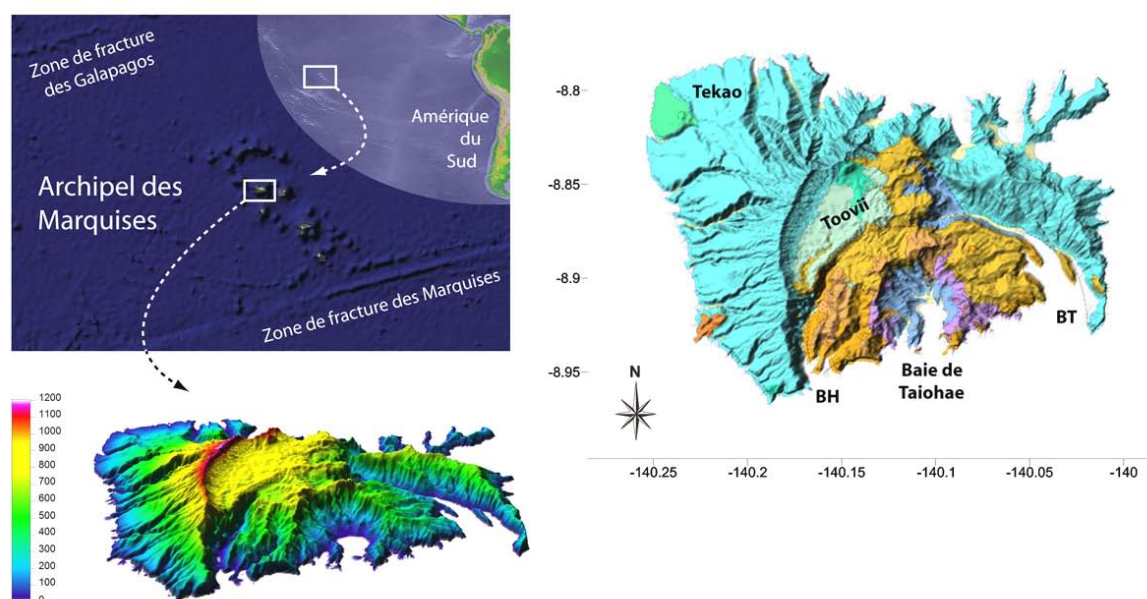 Zone de fracture
des Galapagos
Amérique
du
Sud
Archipel des
Marquises
Zone de fracture des Marquises
1200
1100
1000
900
800
700
600
500
400
300
200
100
0
-8.8
-8.85
-8.9
-8.95
Tekao
Toovii
BT
Baie de
Taiohae
BH
N
-140.25
-140.2
-140.15
-140.1
-140.05
-140